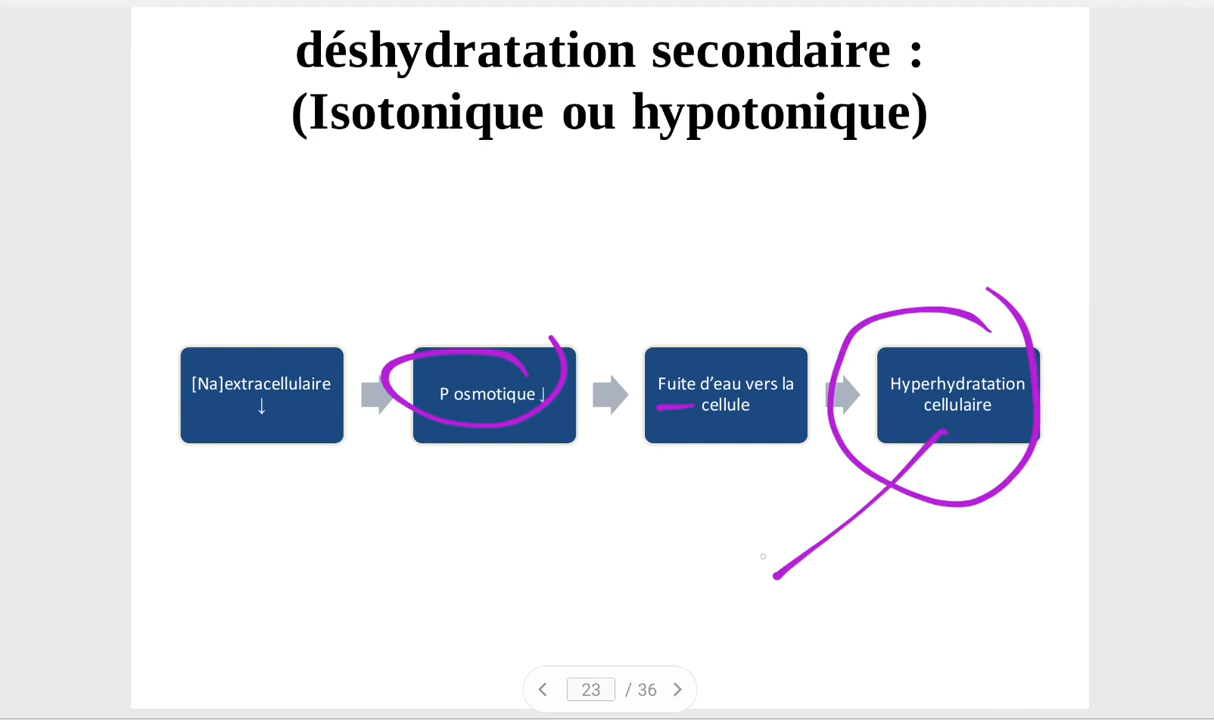 déshydratation secondaire :
(Isotonique ou hypotonique)
[Na]extracellulaire
↓
P osmotique ↓
Fuite d’eau vers la
cellule
Hyperhydratation
cellulaire
23 / 36